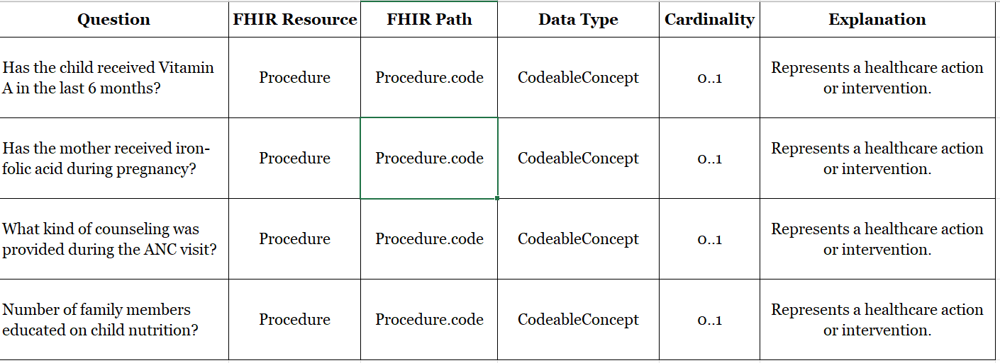 Question FHIR Resource FHIR Path Data Type Cardinality Explanation
Has the child received Vitamin
A in the last 6 months?
Procedure
Procedure.code
CodeableConcept
0..1
Represents a healthcare action
or intervention.
Has the mother received iron-
folic acid during pregnancy?
Procedure
Procedure.code
CodeableConcept
0..1
Represents a healthcare action
or intervention.
What kind of counseling was
provided during the ANC visit?
Procedure
Procedure.code
CodeableConcept
0..1
Represents a healthcare action
or intervention.
Number of family members
educated on child nutrition?
Procedure
Procedure.code
CodeableConcept
0..1
Represents a healthcare action
or intervention.